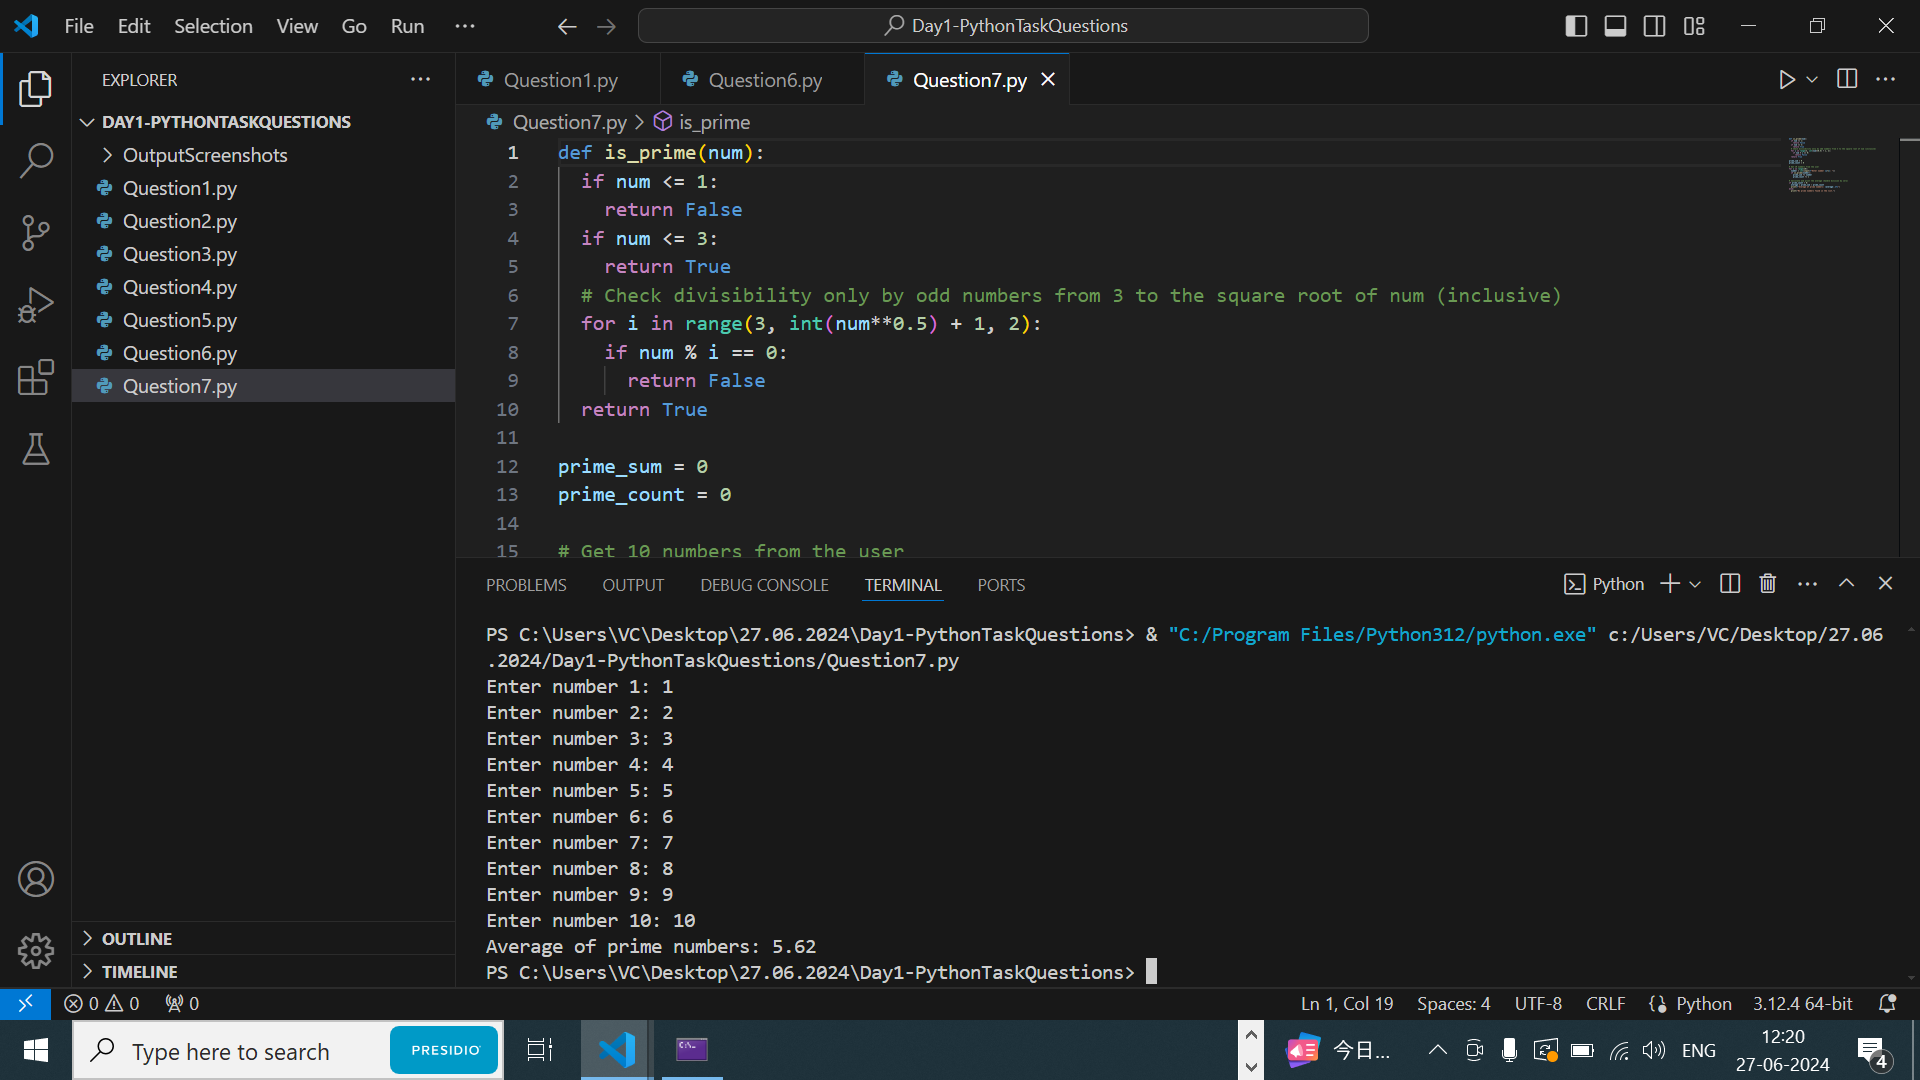 File Edit Selection View Go Run ···
Day1-PythonTaskQuestions
EXPLORER
DAY1-PYTHONTASKQUESTIONS
OutputScreenshots
Question1.py
Question2.py
Question3.py
Question4.py
Question5.py
Question6.py
Question7.py
OUTLINE
TIMELINE
Question1.py Question6.py Question7.py
Question7.py > is_prime
1 def is_prime(num):
2 if num <= 1:
3 return False
4 if num <= 3:
5 return True
6 # Check divisibility only by odd numbers from 3 to the square root of num (inclusive)
7 for i in range(3, int(num**0.5) + 1, 2):
8 if num % i == 0:
9 return False
10 return True
11
12 prime_sum = 0
13 prime_count = 0
14
15 # Get 10 numbers from the user
PROBLEMS OUTPUT DEBUG CONSOLE TERMINAL PORTS
Python
PS C:\Users\VC\Desktop\27.06.2024\Day1-PythonTaskQuestions> & "C:/Program Files/Python312/python.exe" c:/Users/VC/Desktop/27.06
.2024/Day1-PythonTaskQuestions/Question7.py
Enter number 1: 1
Enter number 2: 2
Enter number 3: 3
Enter number 4: 4
Enter number 5: 5
Enter number 6: 6
Enter number 7: 7
Enter number 8: 8
Enter number 9: 9
Enter number 10: 10
Average of prime numbers: 5.62
PS C:\Users\VC\Desktop\27.06.2024\Day1-PythonTaskQuestions>
0 0 0
Ln 1, Col 19 Spaces: 4 UTF-8 CRLF Python 3.12.4 64-bit
Type here to search
PRESIDIO
今日...
ENG
12:20
27-06-2024
4